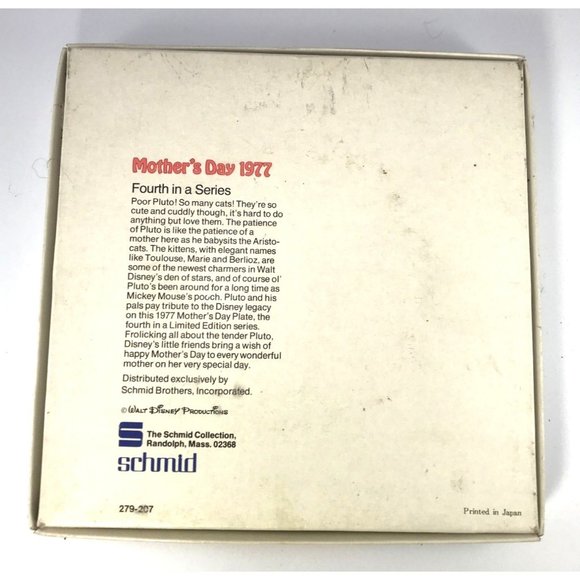 Mother's Day 1977
Fourth in a Series
Poor Pluto! So many cats! They're so
cute and cuddly though, it's hard to do
anything but love them. The patience
of Pluto is like the patience of a
mother here as he babysits the Aristo-
cats. The kittens, with elegant names
like Toulouse, Marie and Berlioz, are
some of the newest charmers in Walt
Disney's den of stars, and of course ol'
Pluto's been around for a long time as
Mickey Mouse's pooch. Pluto and his
pals pay tribute to the Disney legacy
on this 1977 Mother's Day Plate, the
fourth in a Limited Edition series.
Frolicking all about the tender Pluto,
Disney's little friends bring a wish of
happy Mother's Day to every wonderful
mother on her very special day.
Distributed exclusively by
Schmid Brothers, Incorporated.
© Walt Disney Productions
The Schmid Collection,
Randolph, Mass. 02368
schmid
279-207
Printed in Japan